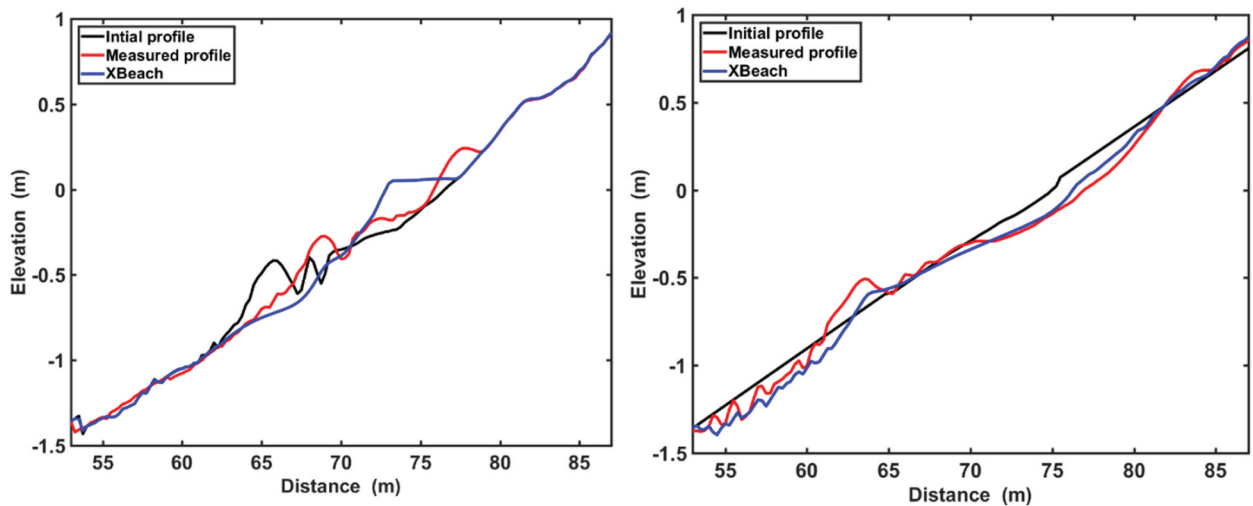 1
0.5
0
-0.5
-1
-1.5
Elevation (m)
Intial profile
Measured profile
XBeach
55 60 65 70 75 80 85
Distance (m)
1
0.5
0
-0.5
-1
-1.5
Elevation (m)
Initial profile
Measured profile
XBeach
55 60 65 70 75 80 85
Distance (m)